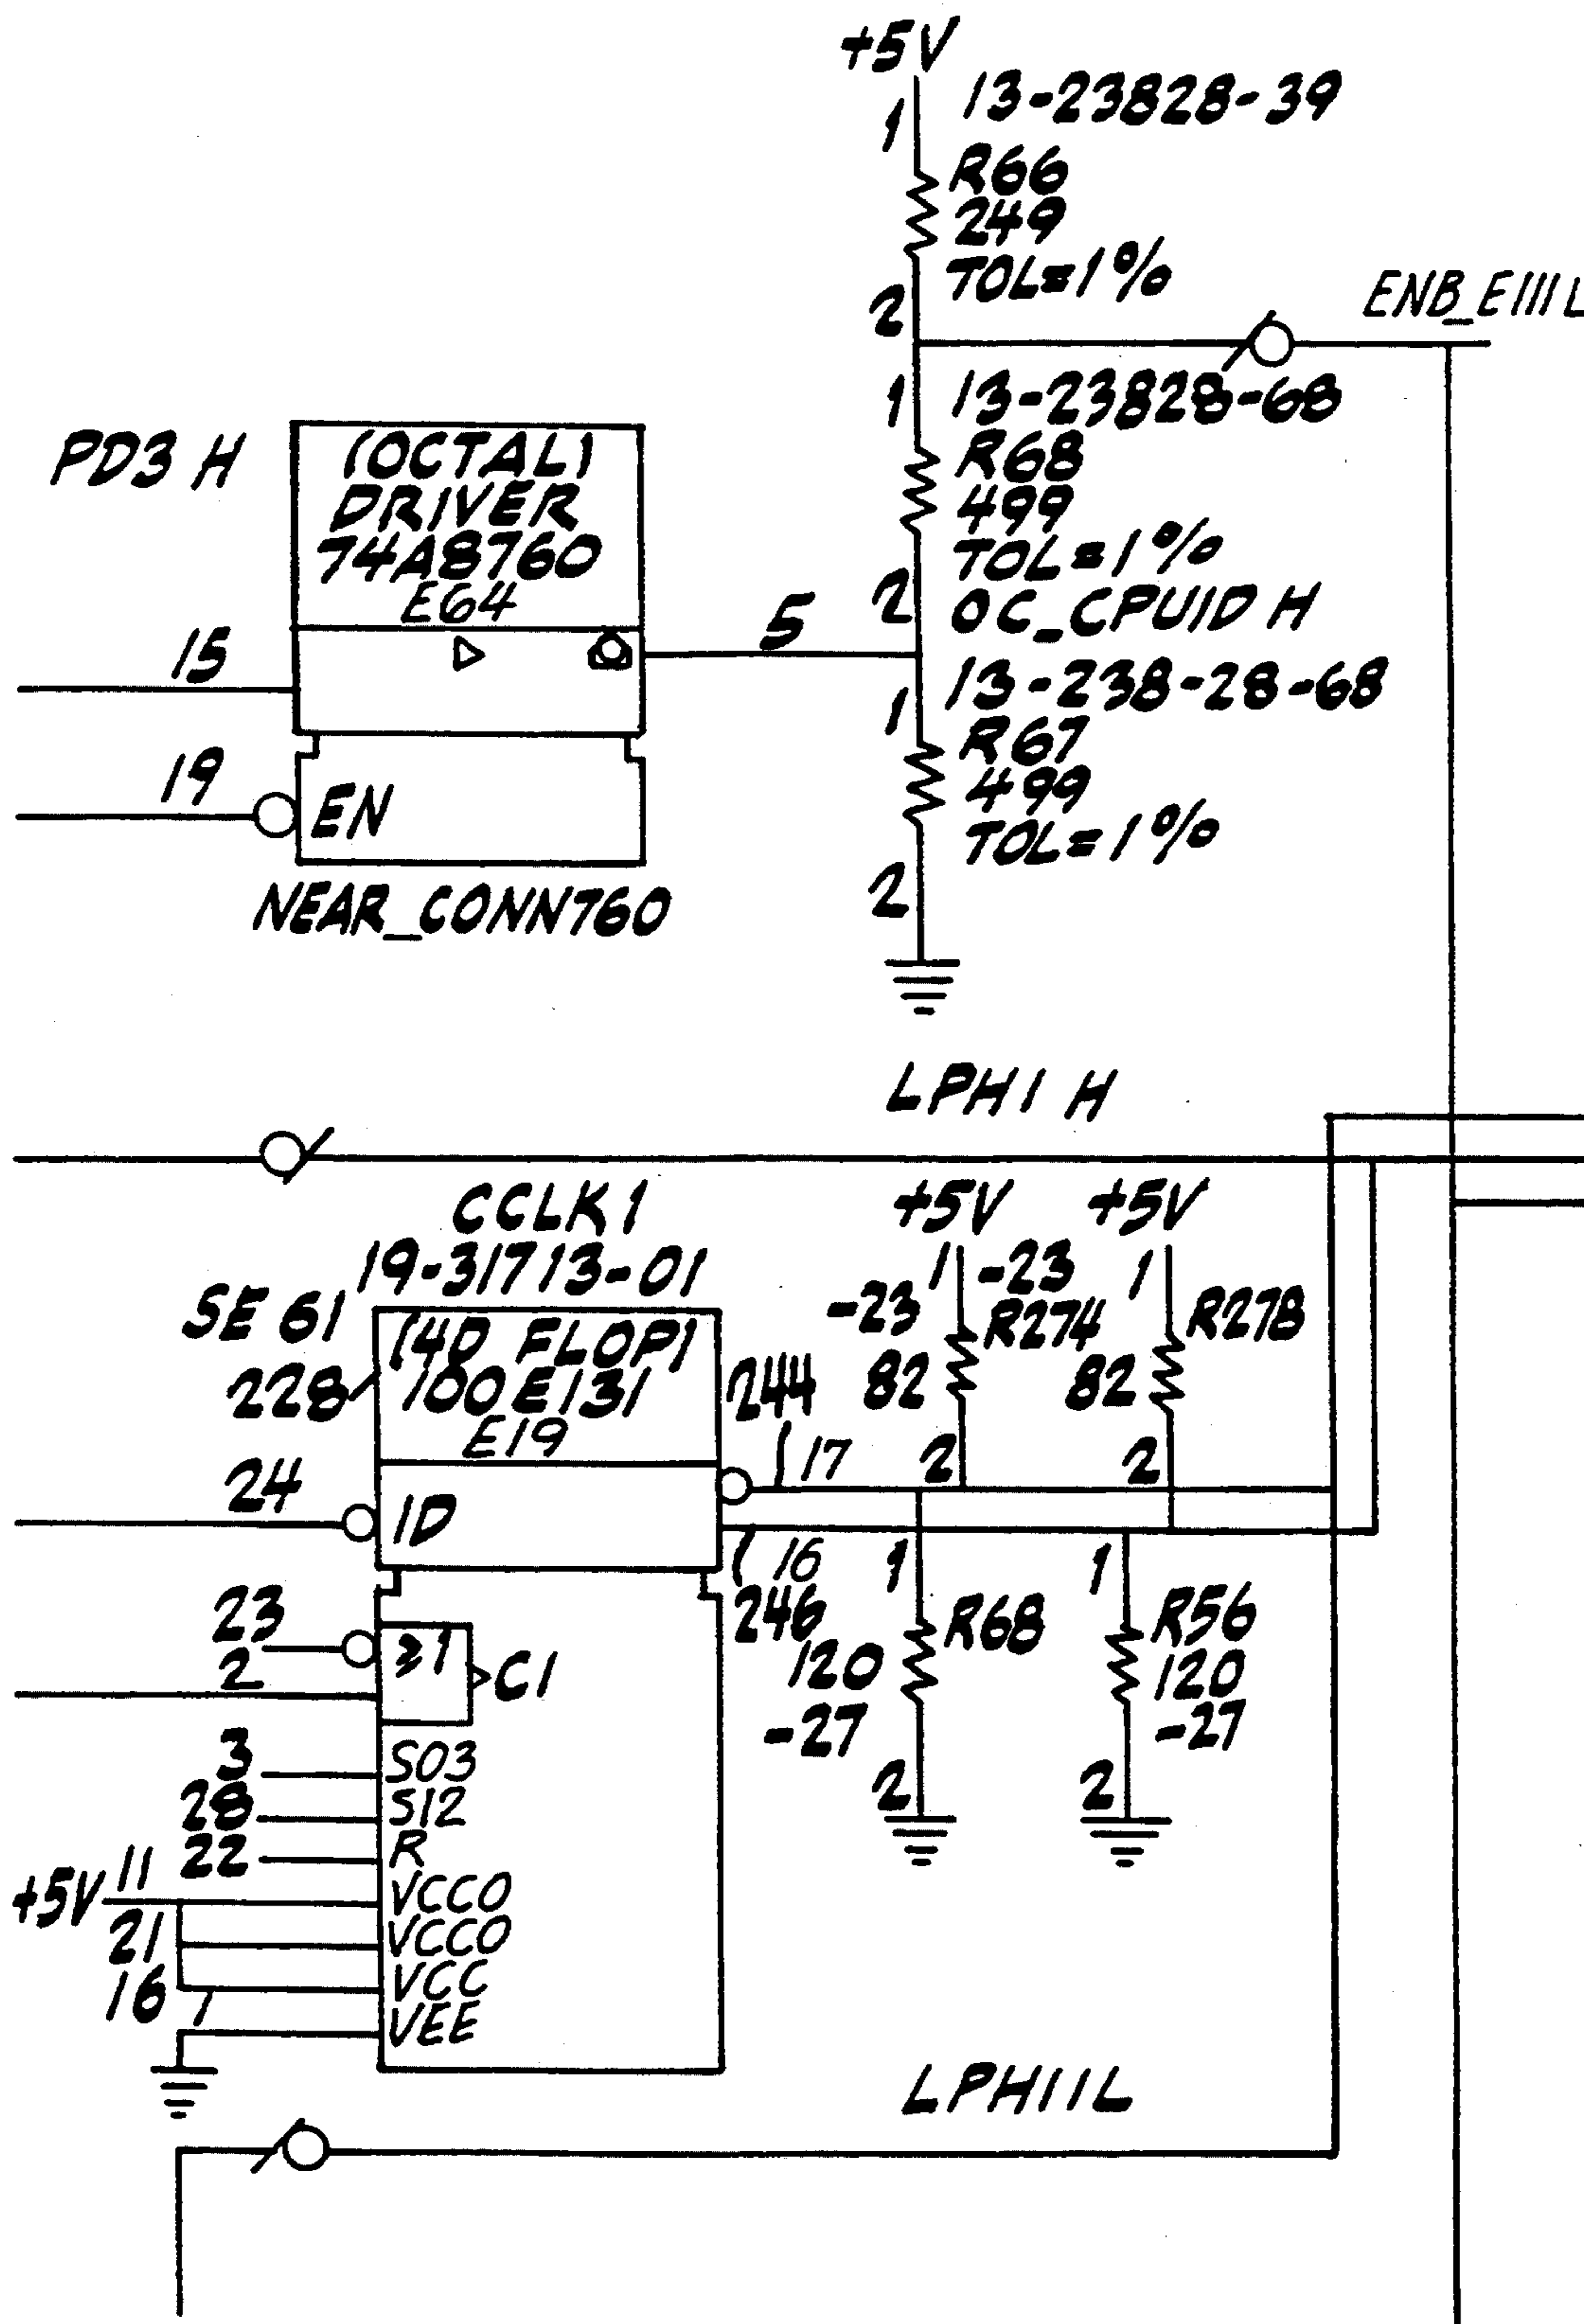 +5V
1
13-23828-39
R66
249
TOL=1%
2
ENB_E111L
1
13-23828-68
R68
499
TOL=1%
2
OC_CPUID H
PD3 H
(OCTAL)
DRIVER
74A8760
E64
5
15
1
13-238-28-68
R67
499
TOL=1%
2
19
EN
NEAR_CONN760
LPH1 H
CCLK1
19-31713-01
SE 61
(4D FLOP)
228
100E131
E19
+5V
+5V
1
-23
1
-23
R274
R278
82
82
244
17
2
2
24
1D
16
246
1
1
R68
R56
120
120
-27
-27
2
2
23
≥1
C1
2
3
S03
28
S12
22
R
+5V
11
VCCO
21
VCCO
16
VCC
1
VEE
LPH11L